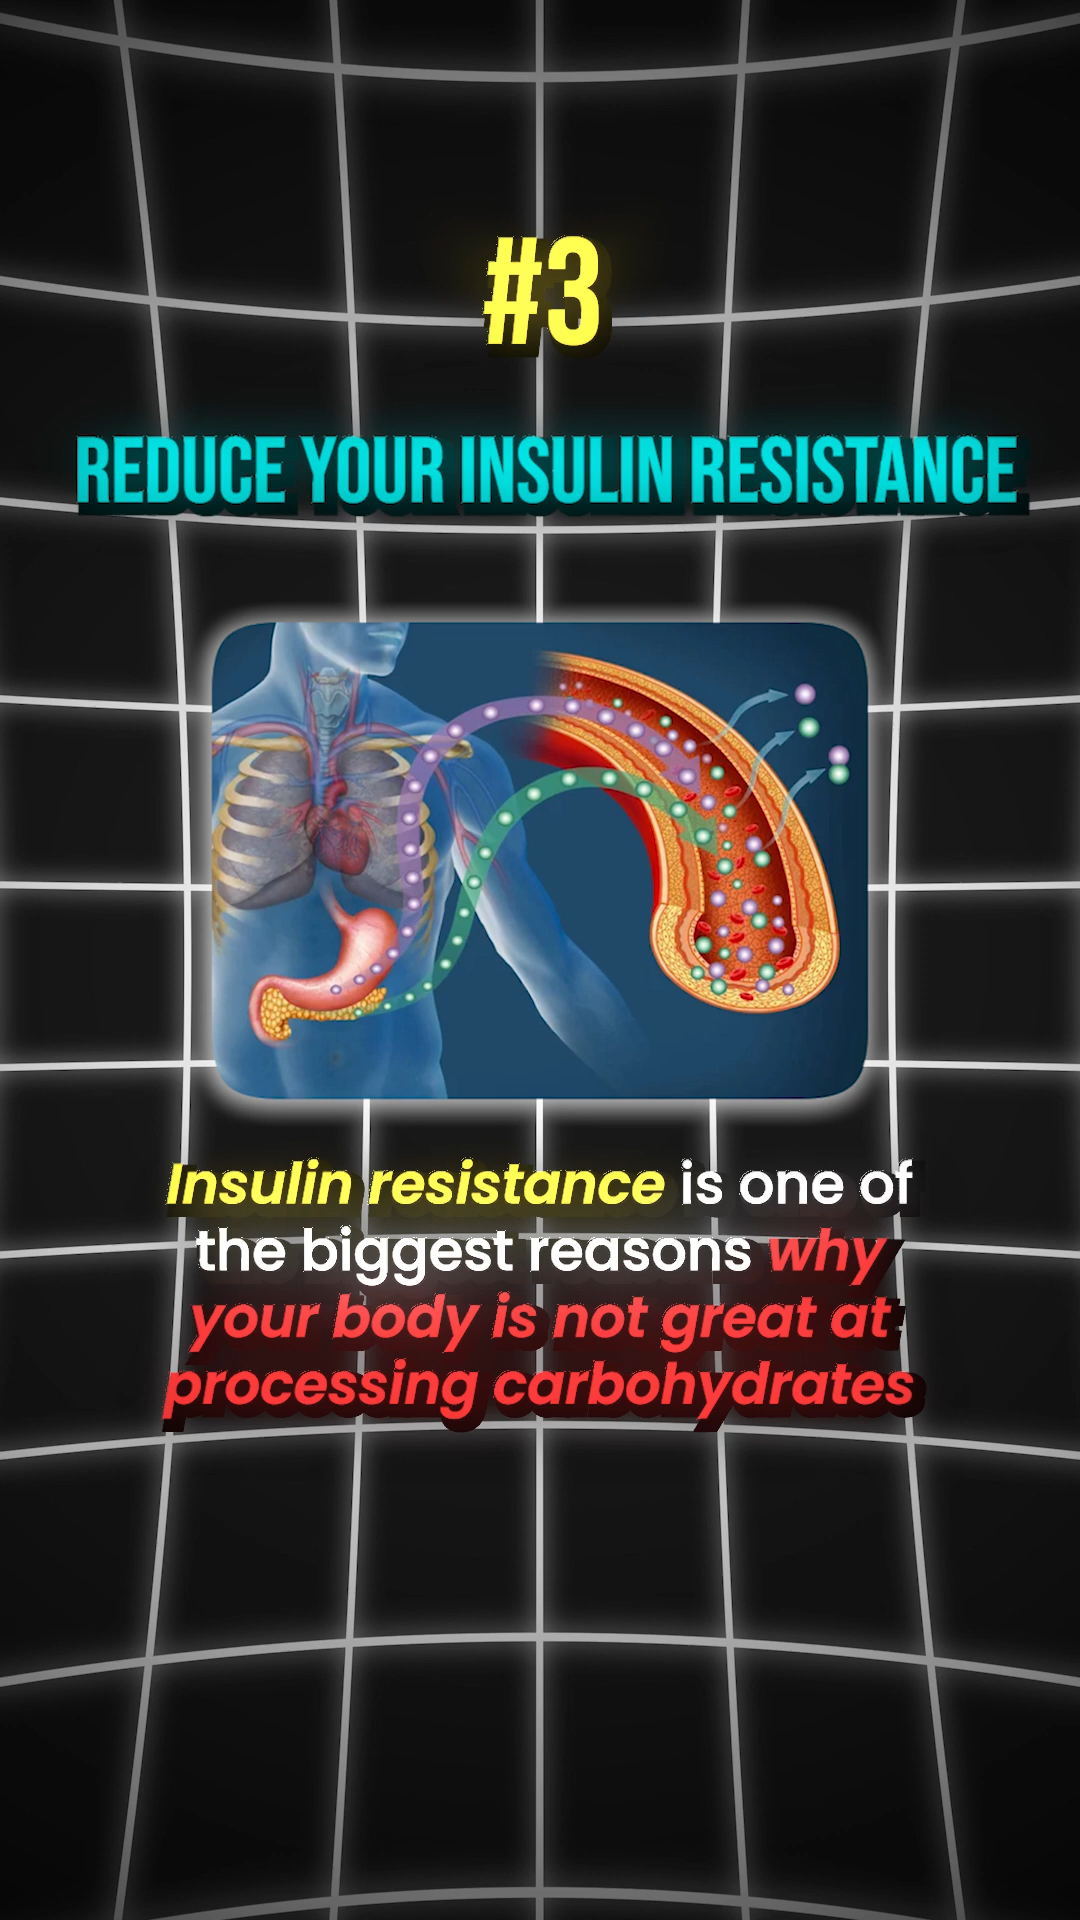 #3
REDUCE YOUR INSULIN RESISTANCE
Insulin resistance is one of
the biggest reasons why
your body is not great at
processing carbohydrates